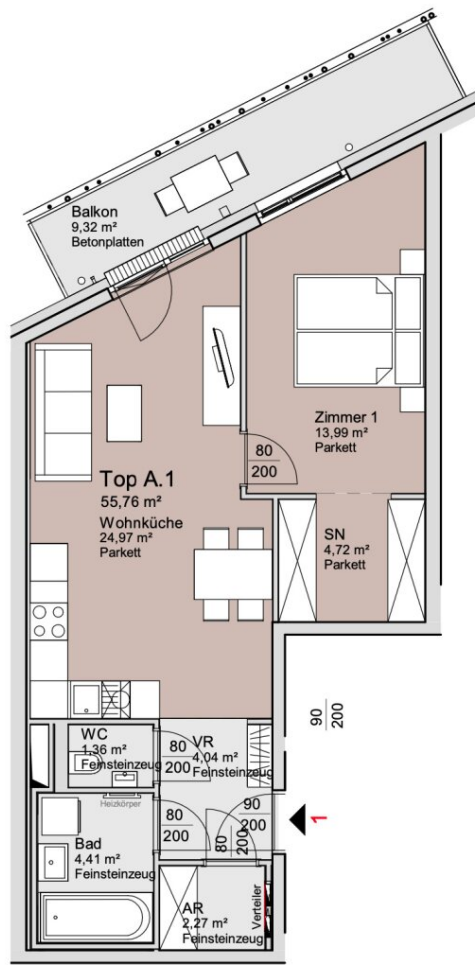 Balkon
9,32 m²
Betonplatten
Zimmer 1
13,99 m²
Parkett
80
200
Top A.1
55,76 m²
Wohnküche
24,97 m²
Parkett
SN
4,72 m²
Parkett
90
200
WC
1,36 m²
Feinsteinzeug
80
200
VR
4,04 m²
Feinsteinzeug
Heizkörper
80
200
90
200
80
200
1
Bad
4,41 m²
Feinsteinzeug
AR
2,27 m²
Feinsteinzeug
Verteiler